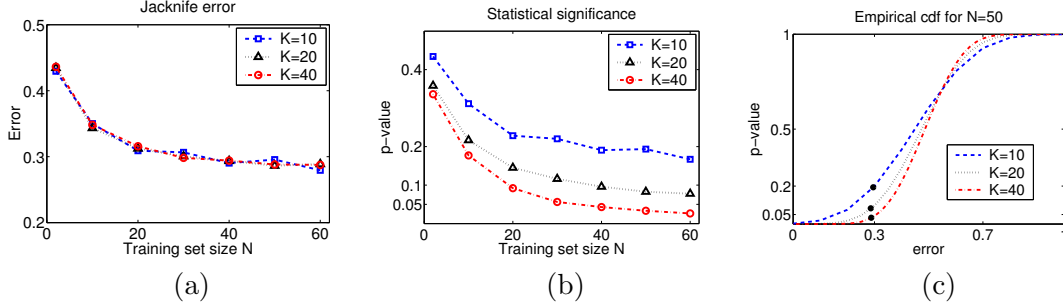 Jacknife error
0.5
0.4
0.3
0.2
Error
0 10 20 30 40 50 60
Training set size N
K=10
K=20
K=40
(a)
Statistical significance
0.4
0.2
0.1
0.05
p−value
0 20 40 60
Training set size N
K=10
K=20
K=40
(b)
Empirical cdf for N=50
1
0.5
0.2
0.05
p−value
0 0.3 0.7
error
K=10
K=20
K=40
(c)